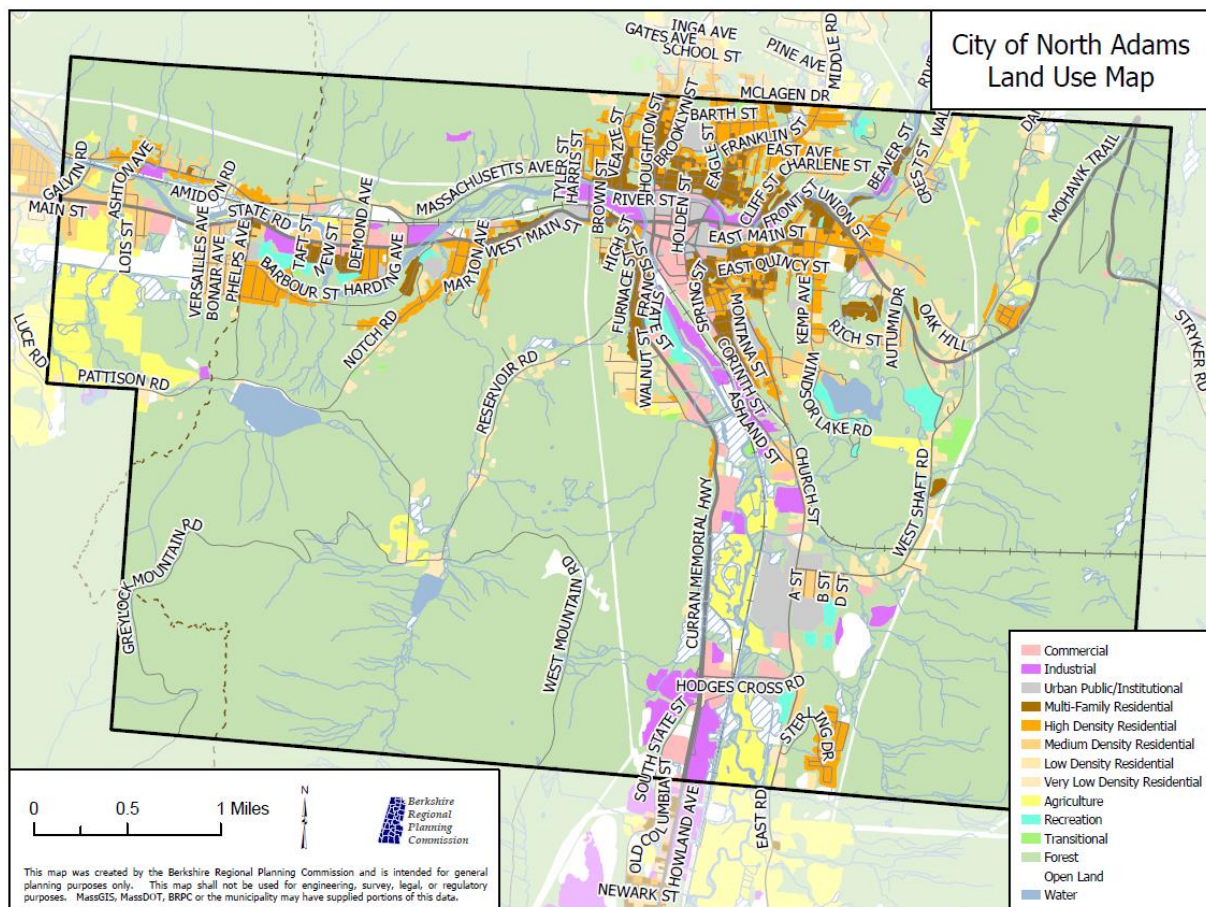 City of North Adams
Land Use Map
INGA AVE
GATES AVE
SCHOOL ST
PINE AVE
MIDDLE RD
MCLAGEN DR
BARTH ST
FRANKLIN ST
EAST AVE
CHARLENE ST
BEAVER ST
CREST ST
MOHAWK TRAIL
STRYKER RD
VEAZIE ST
HOUGHTON ST
BROOKLYN ST
EAGLE ST
TYLER ST
HARRIS ST
BROWN ST
RIVER ST
HOLDEN ST
CLIFF ST
FRONT ST
UNION ST
EAST MAIN ST
EAST QUINCY ST
MASSACHUSETTS AVE
GALVIN RD
ASHTON AVE
AMIDON RD
MAIN ST
STATE RD
LOIS ST
VERSAILLES AVE
BONAIR AVE
PHELPS AVE
TAFT ST
NEW ST
DEMOND AVE
BARBOUR ST
HARDING AVE
MARION AVE
WEST MAIN ST
HIGH ST
FURNACE ST
FRANCIS ST
STATE ST
SPRING ST
MONTANA ST
CORINTH ST
ASHLAND ST
WALNUT ST
KEMP AVE
RICH ST
AUTUMN DR
OAK HILL
WINDSOR LAKE RD
NOTCH RD
LUCE RD
PATTISON RD
RESERVOIR RD
CHURCH ST
WEST SHAFT RD
CURRAN MEMORIAL HWY
GREYLOCK MOUNTAIN RD
WEST MOUNTAIN RD
A ST
B ST
D ST
HODGES CROSS RD
SOUTH STATE ST
STERLING DR
OLD COLUMBIA ST
HOWLAND AVE
EAST RD
NEWARK ST
Commercial
Industrial
Urban Public/Institutional
Multi-Family Residential
High Density Residential
Medium Density Residential
Low Density Residential
Very Low Density Residential
Agriculture
Recreation
Transitional
Forest
Open Land
Water
0 0.5 1 Miles
N
Berkshire
Regional
Planning
Commission
This map was created by the Berkshire Regional Planning Commission and is intended for general
planning purposes only. This map shall not be used for engineering, survey, legal, or regulatory
purposes. MassGIS, MassDOT, BRPC or the municipality may have supplied portions of this data.